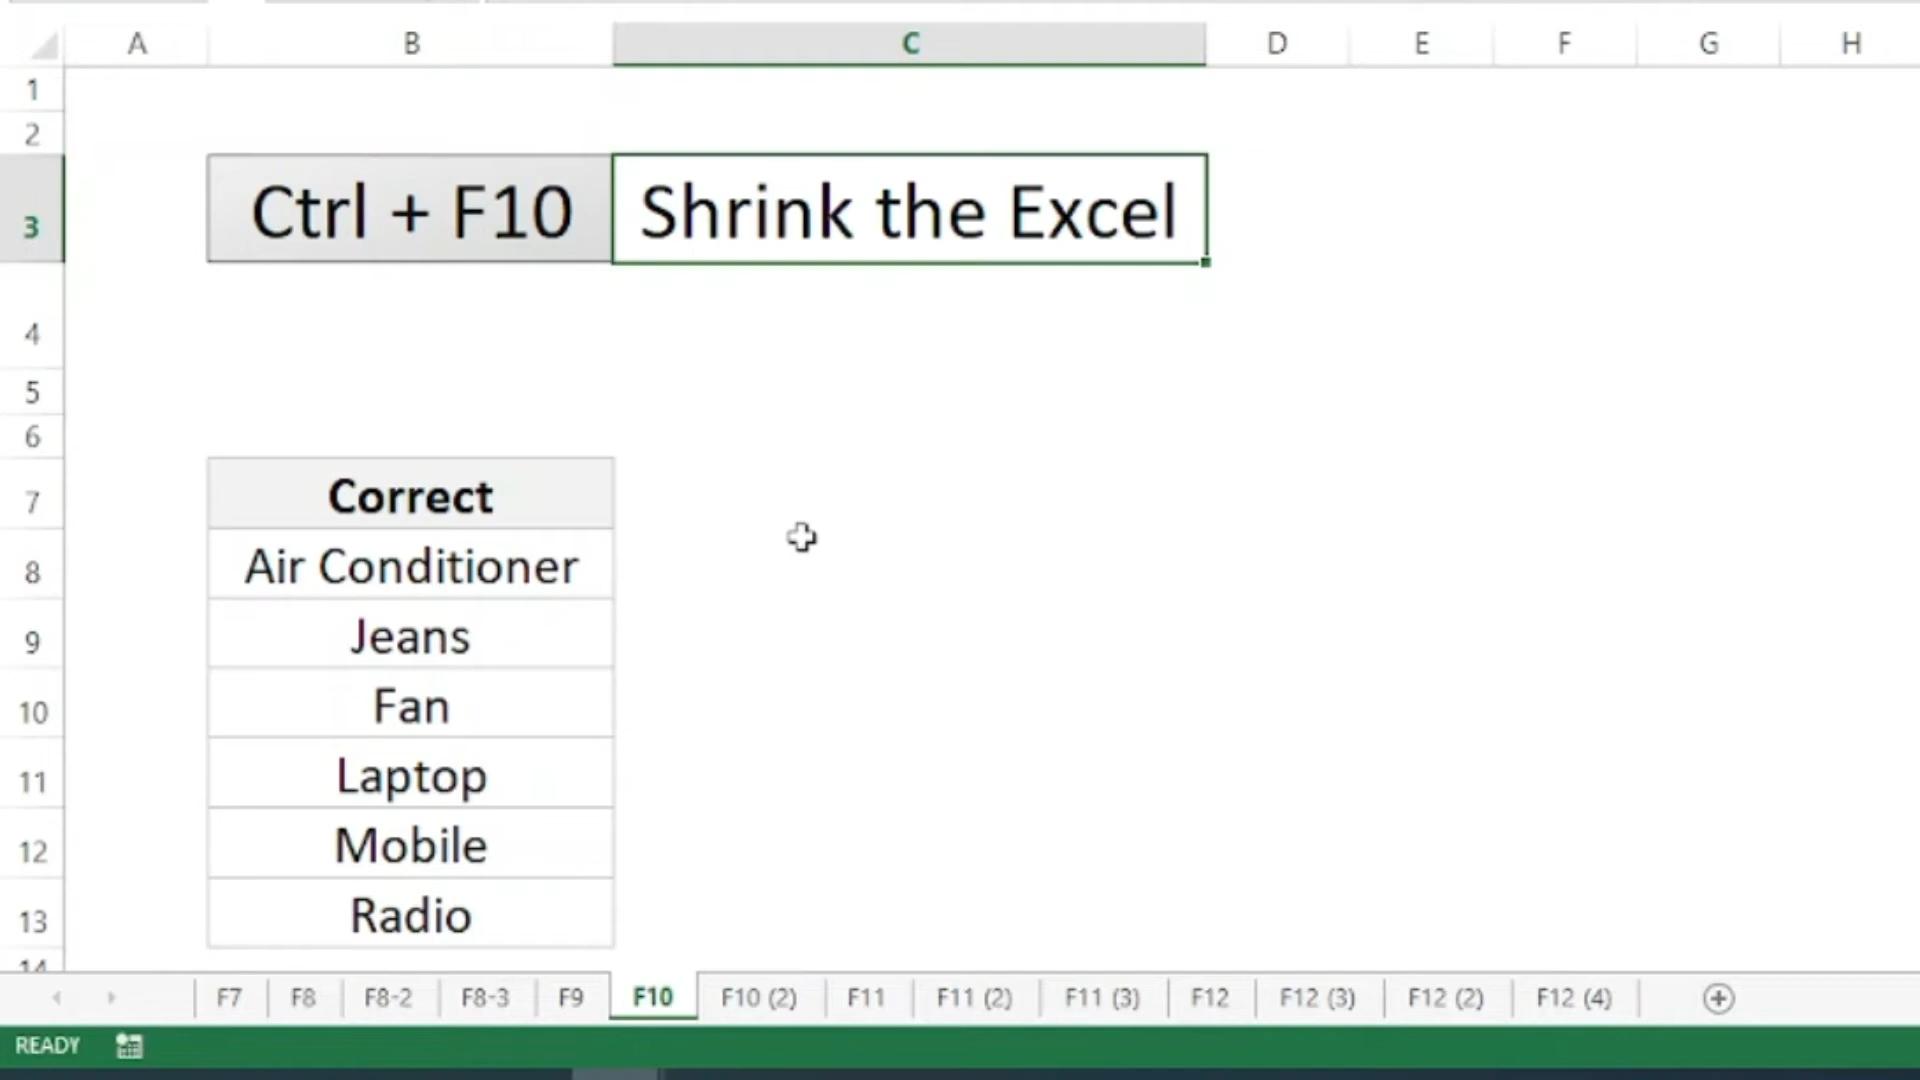 A B C D E F G H
1
2
3 Ctrl + F10 Shrink the Excel
4
5
6
7 Correct
8 Air Conditioner
9 Jeans
10 Fan
11 Laptop
12 Mobile
13 Radio
14
F7 F8 F8-2 F8-3 F9 F10 F10 (2) F11 F11 (2) F11 (3) F12 F12 (3) F12 (2) F12 (4)
READY